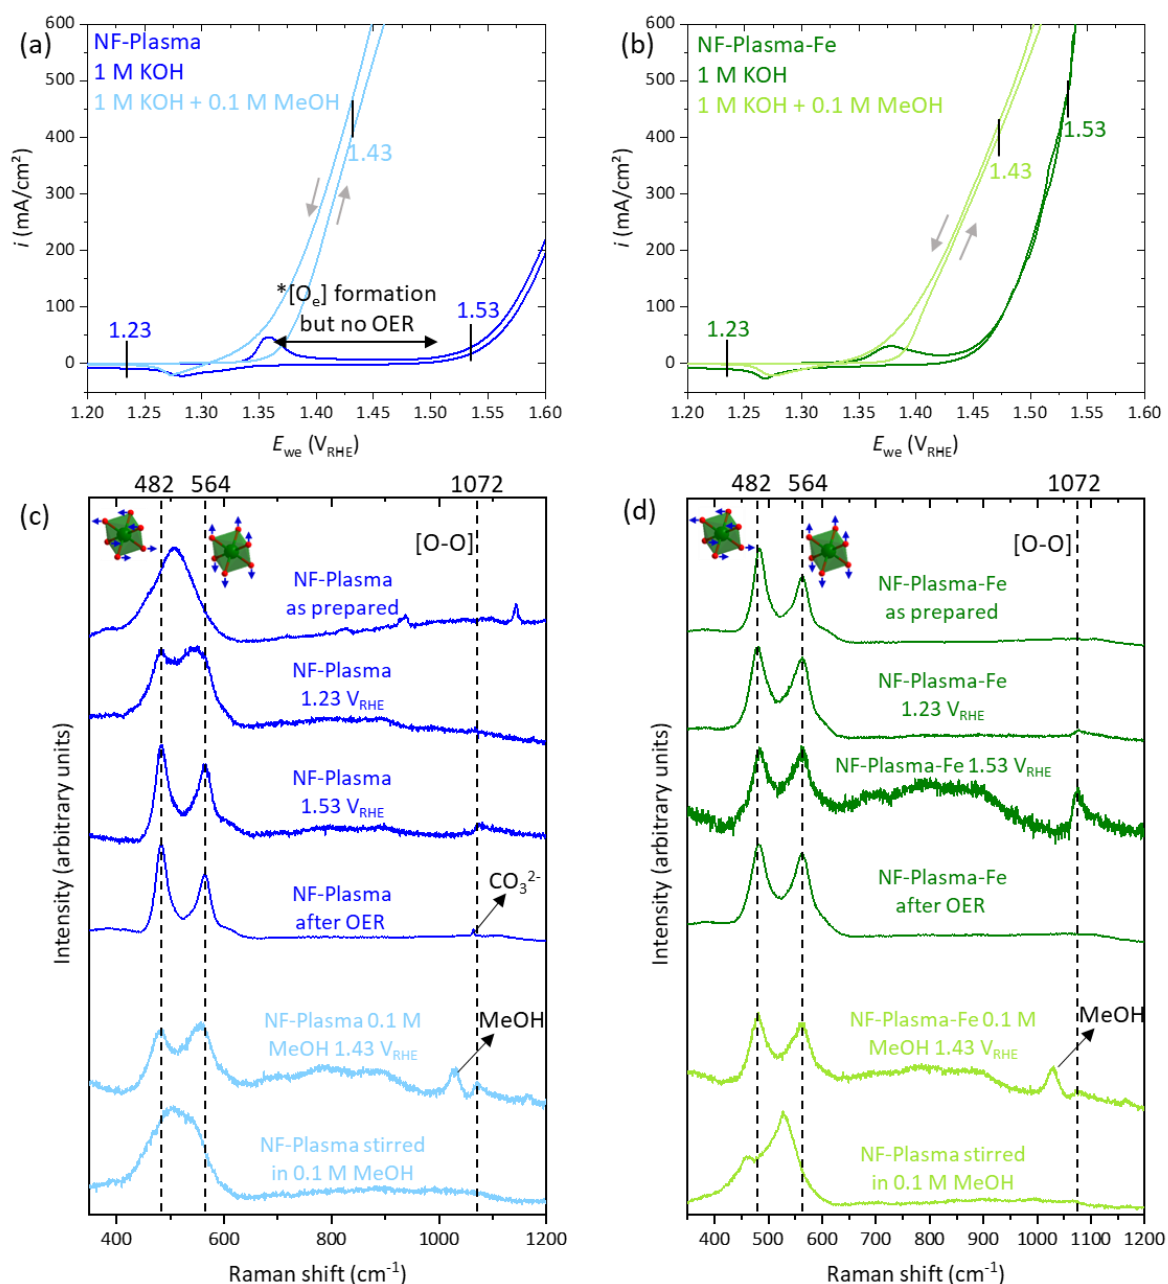 (a)
NF-Plasma
1 M KOH
1 M KOH + 0.1 M MeOH
600
500
400
300
200
100
0
i (mA/cm²)
1.43
*[Oₑ] formation
but no OER
1.23
1.53
1.20 1.25 1.30 1.35 1.40 1.45 1.50 1.55 1.60
E_we (V_RHE)
(b)
NF-Plasma-Fe
1 M KOH
1 M KOH + 0.1 M MeOH
600
500
400
300
200
100
0
i (mA/cm²)
1.53
1.43
1.23
1.20 1.25 1.30 1.35 1.40 1.45 1.50 1.55 1.60
E_we (V_RHE)
482 564 1072
(c)
[O-O]
NF-Plasma
as prepared
NF-Plasma
1.23 V_RHE
NF-Plasma
1.53 V_RHE
CO₃²⁻
NF-Plasma
after OER
MeOH
NF-Plasma 0.1 M
MeOH 1.43 V_RHE
NF-Plasma stirred
in 0.1 M MeOH
Intensity (arbitrary units)
400 600 800 1000 1200
Raman shift (cm⁻¹)
482 564 1072
(d)
[O-O]
NF-Plasma-Fe
as prepared
NF-Plasma-Fe
1.23 V_RHE
NF-Plasma-Fe 1.53 V_RHE
NF-Plasma-Fe
after OER
MeOH
NF-Plasma-Fe 0.1 M
MeOH 1.43 V_RHE
NF-Plasma stirred
in 0.1 M MeOH
Intensity (arbitrary units)
400 500 600 700 800 900 1000 1100 1200
Raman shift (cm⁻¹)